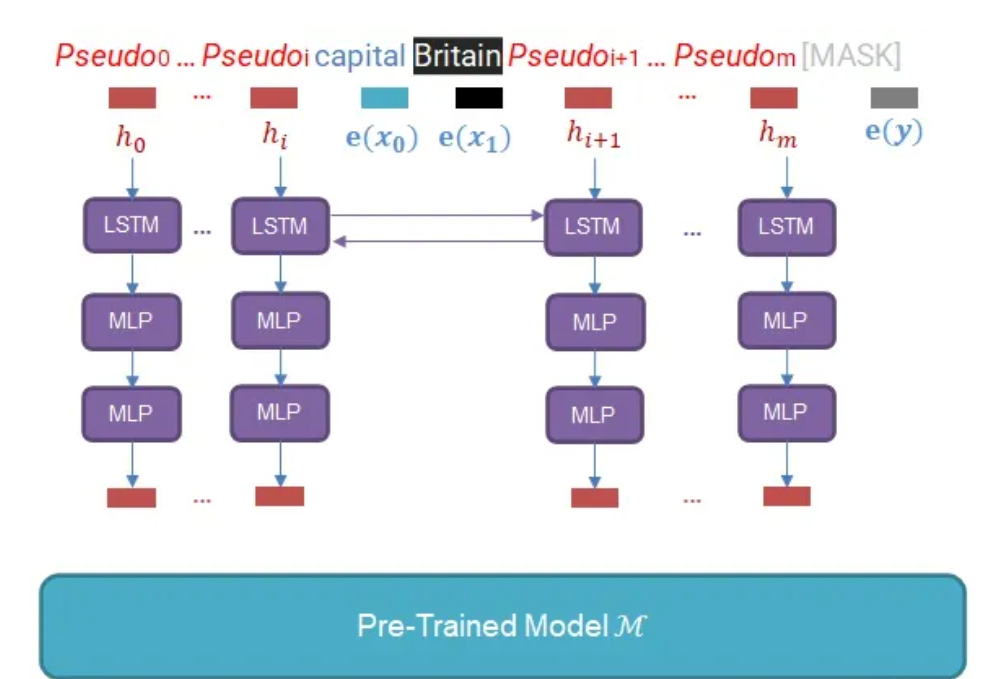 Pseudo0 ... Pseudoi capital Britain Pseudoi+1 ... Pseudom [MASK]
... ...
h₀ hᵢ e(x₀) e(x₁) hᵢ₊₁ hₘ e(y)
LSTM ... LSTM LSTM ... LSTM
MLP MLP MLP MLP
MLP MLP MLP MLP
... ...
Pre-Trained Model ℳ